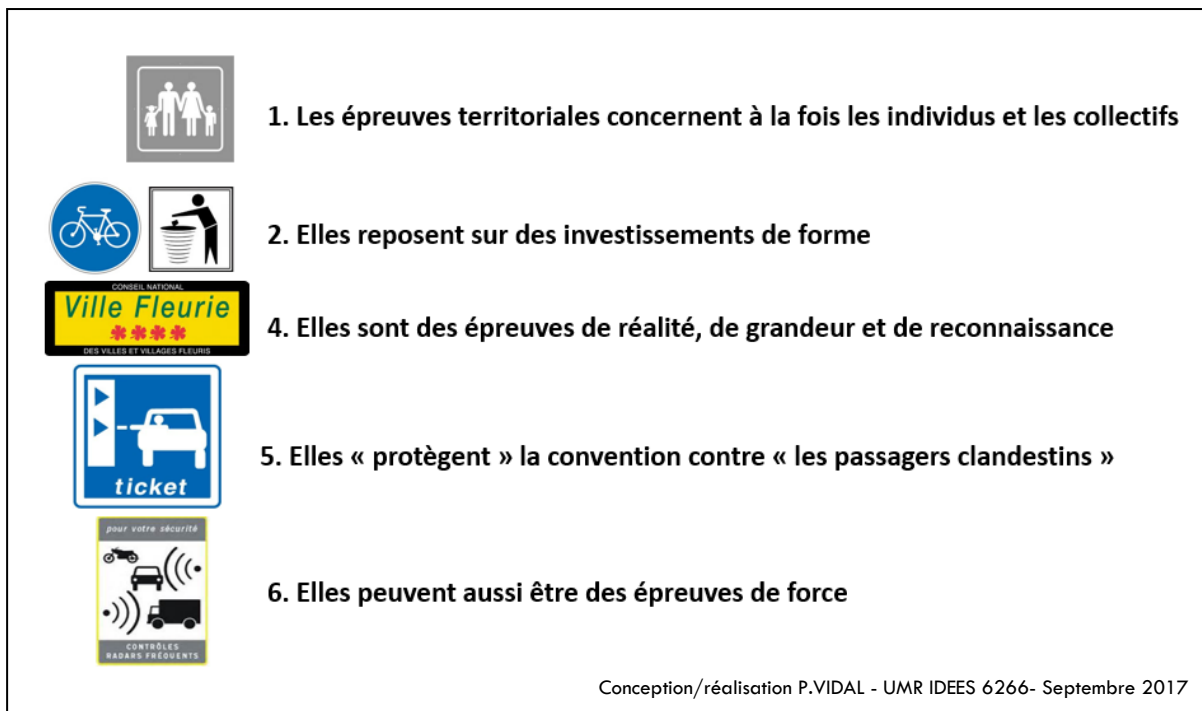 1. Les épreuves territoriales concernent à la fois les individus et les collectifs
2. Elles reposent sur des investissements de forme
CONSEIL NATIONAL
Ville Fleurie
DES VILLES ET VILLAGES FLEURIS
4. Elles sont des épreuves de réalité, de grandeur et de reconnaissance
ticket
5. Elles « protègent » la convention contre « les passagers clandestins »
pour votre sécurité
CONTRÔLES
RADARS FRÉQUENTS
6. Elles peuvent aussi être des épreuves de force
Conception/réalisation P.VIDAL - UMR IDEES 6266- Septembre 2017